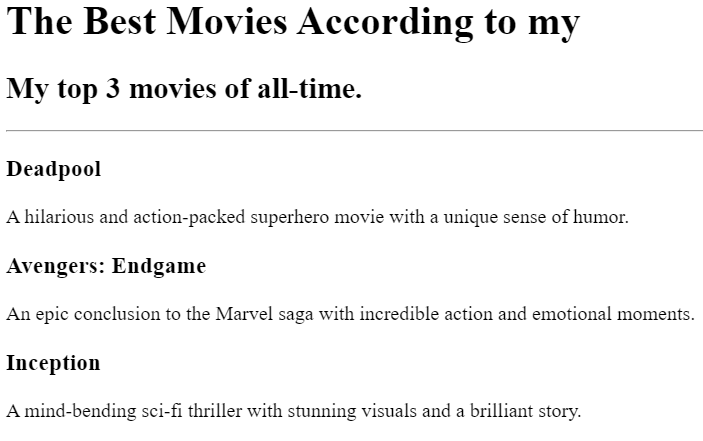 The Best Movies According to my
My top 3 movies of all-time.
Deadpool
A hilarious and action-packed superhero movie with a unique sense of humor.
Avengers: Endgame
An epic conclusion to the Marvel saga with incredible action and emotional moments.
Inception
A mind-bending sci-fi thriller with stunning visuals and a brilliant story.